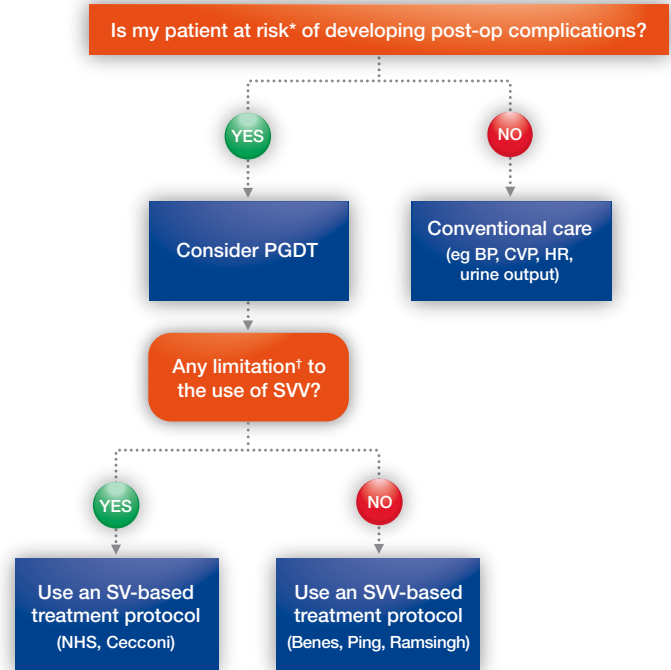 Is my patient at risk* of developing post-op complications?
YES
NO
Consider PGDT
Conventional care
(eg BP, CVP, HR,
urine output)
Any limitation† to
the use of SVV?
YES
NO
Use an SV-based
treatment protocol
(NHS, Cecconi)
Use an SVV-based
treatment protocol
(Benes, Ping, Ramsingh)